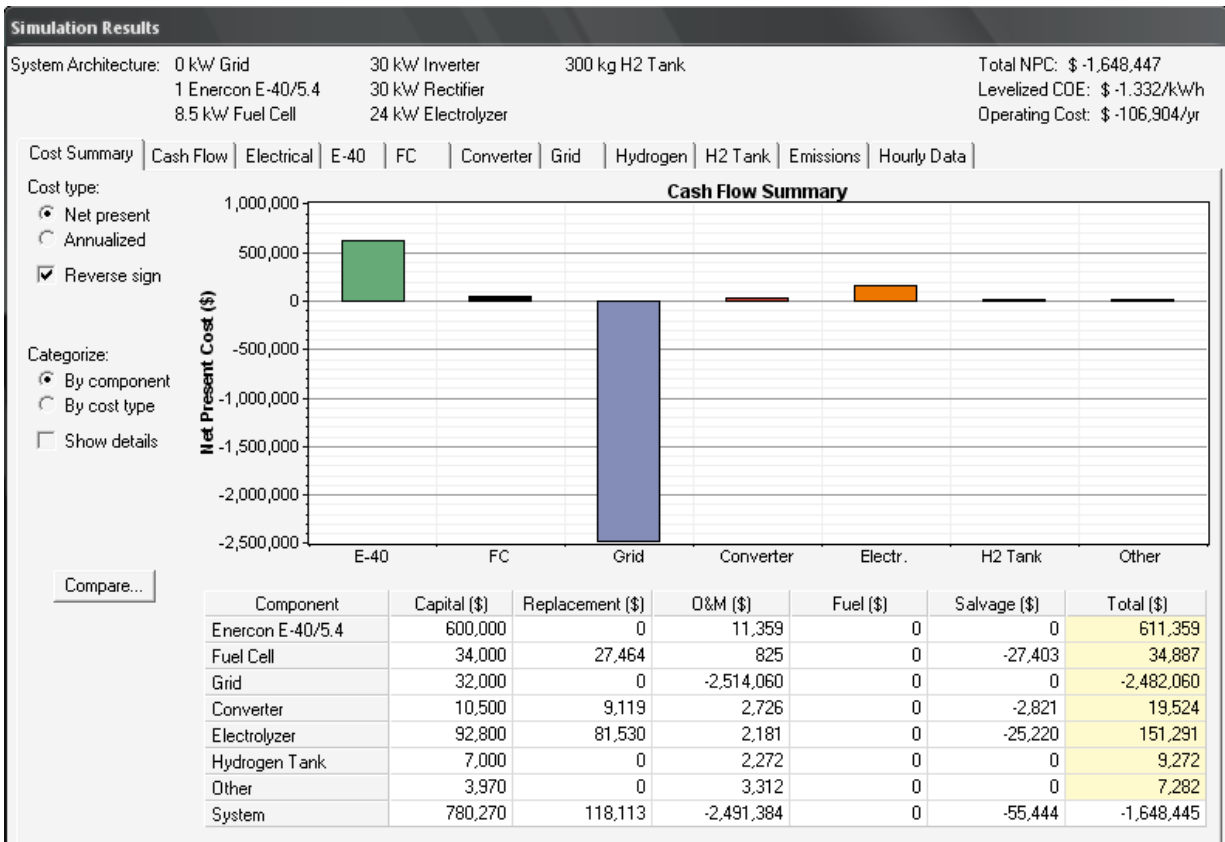 Simulation Results
System Architecture: 0 kW Grid 30 kW Inverter 300 kg H2 Tank Total NPC: $ -1,648,447
1 Enercon E-40/5.4 30 kW Rectifier Levelized COE: $ -1.332/kWh
8.5 kW Fuel Cell 24 kW Electrolyzer Operating Cost: $ -106,904/yr
Cost Summary Cash Flow Electrical E-40 FC Converter Grid Hydrogen H2 Tank Emissions Hourly Data
Cost type:
Net present
Annualized
Reverse sign
Categorize:
By component
By cost type
Show details
Compare...
Cash Flow Summary
Net Present Cost ($)
1,000,000
500,000
0
-500,000
-1,000,000
-1,500,000
-2,000,000
-2,500,000
E-40 FC Grid Converter Electr. H2 Tank Other
Component Capital ($) Replacement ($) O&M ($) Fuel ($) Salvage ($) Total ($)
Enercon E-40/5.4 600,000 0 11,359 0 0 611,359
Fuel Cell 34,000 27,464 825 0 -27,403 34,887
Grid 32,000 0 -2,514,060 0 0 -2,482,060
Converter 10,500 9,119 2,726 0 -2,821 19,524
Electrolyzer 92,800 81,530 2,181 0 -25,220 151,291
Hydrogen Tank 7,000 0 2,272 0 0 9,272
Other 3,970 0 3,312 0 0 7,282
System 780,270 118,113 -2,491,384 0 -55,444 -1,648,445